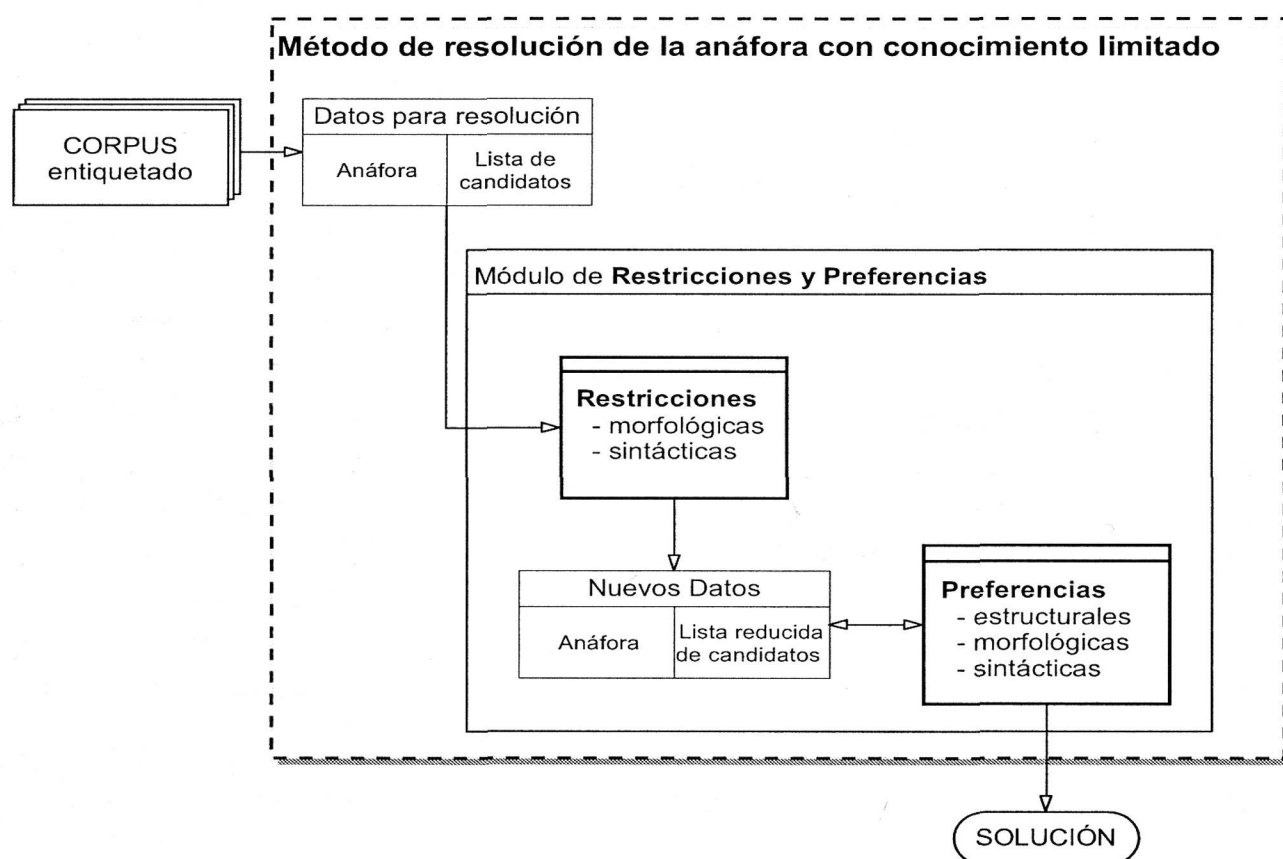 Método de resolución de la anáfora con conocimiento limitado
CORPUS
entiquetado
Datos para resolución
Anáfora
Lista de
candidatos
Módulo de Restricciones y Preferencias
Restricciones
- morfológicas
- sintácticas
Nuevos Datos
Anáfora
Lista reducida
de candidatos
Preferencias
- estructurales
- morfológicas
- sintácticas
SOLUCIÓN